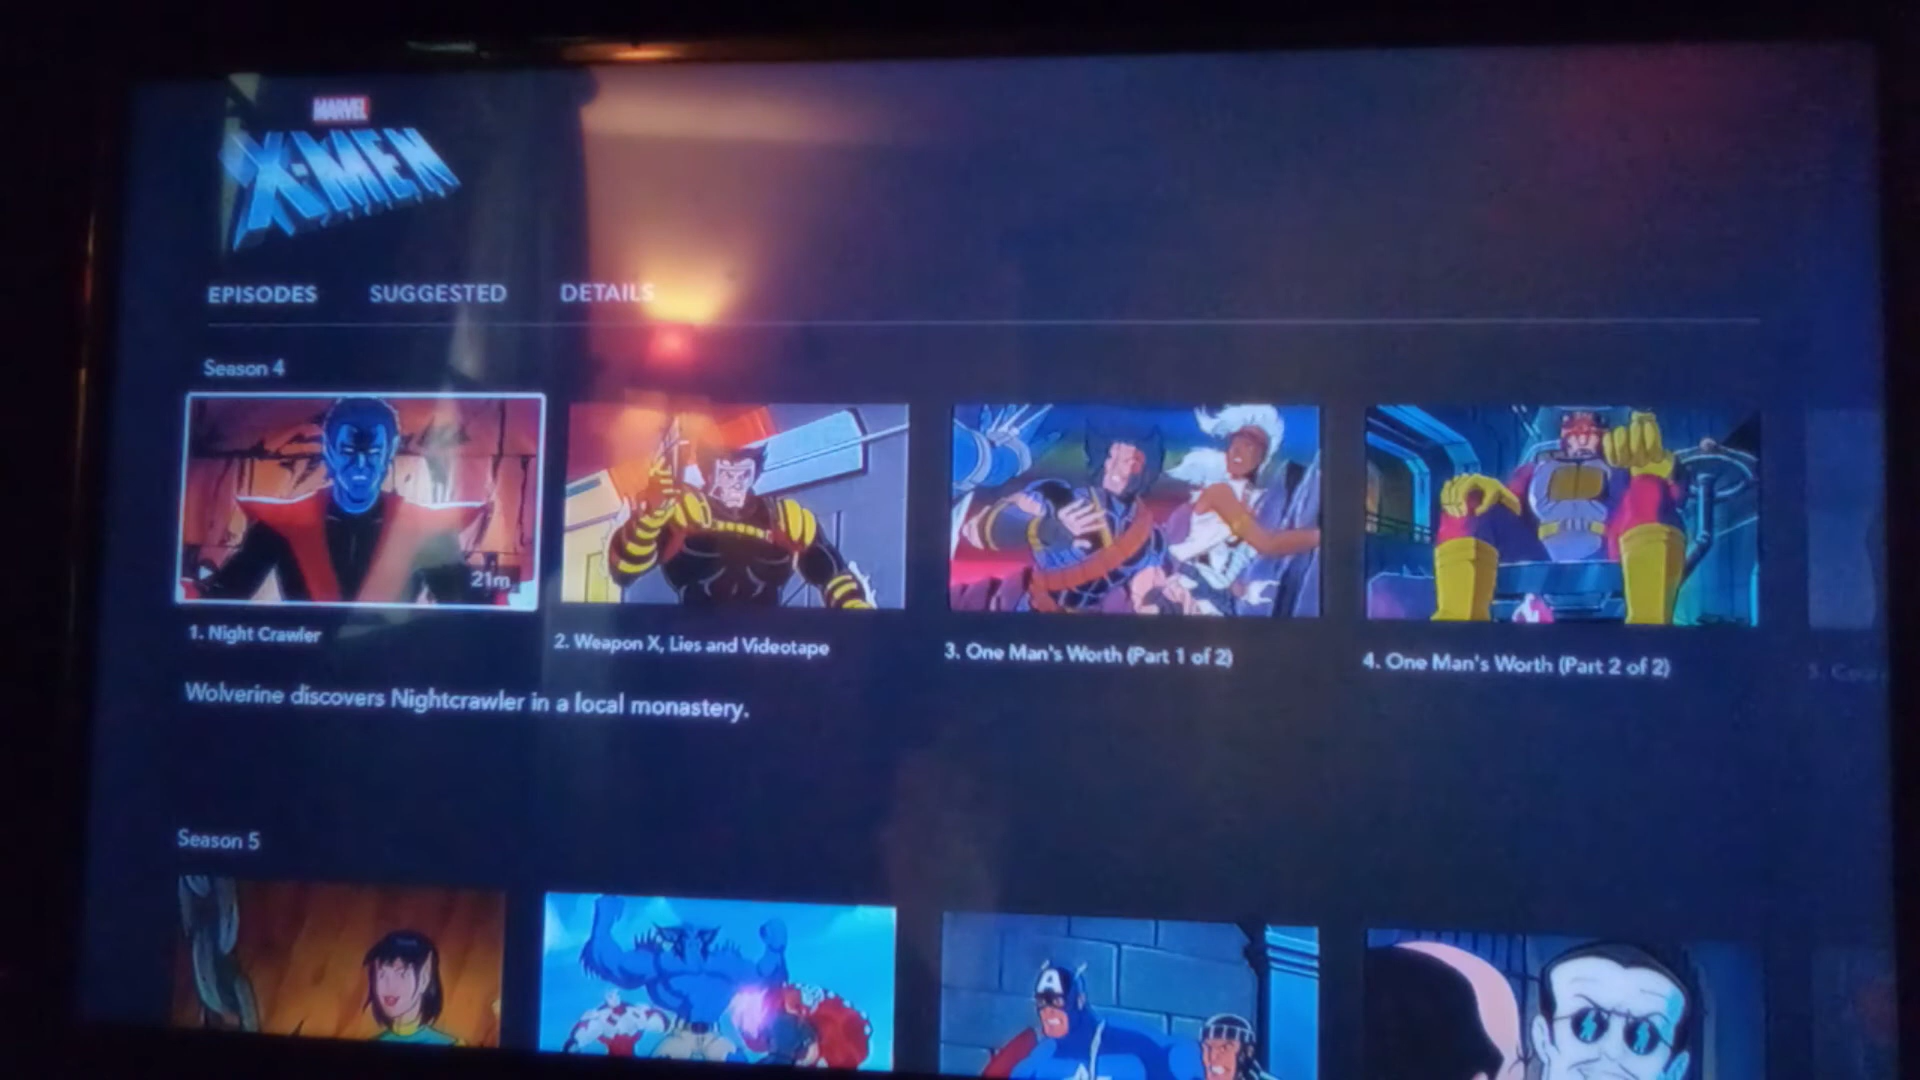 MARVEL
X-MEN
EPISODES SUGGESTED DETAILS
Season 4
21m
1. Night Crawler
2. Weapon X, Lies and Videotape
3. One Man's Worth (Part 1 of 2)
4. One Man's Worth (Part 2 of 2)
Wolverine discovers Nightcrawler in a local monastery.
Season 5
A